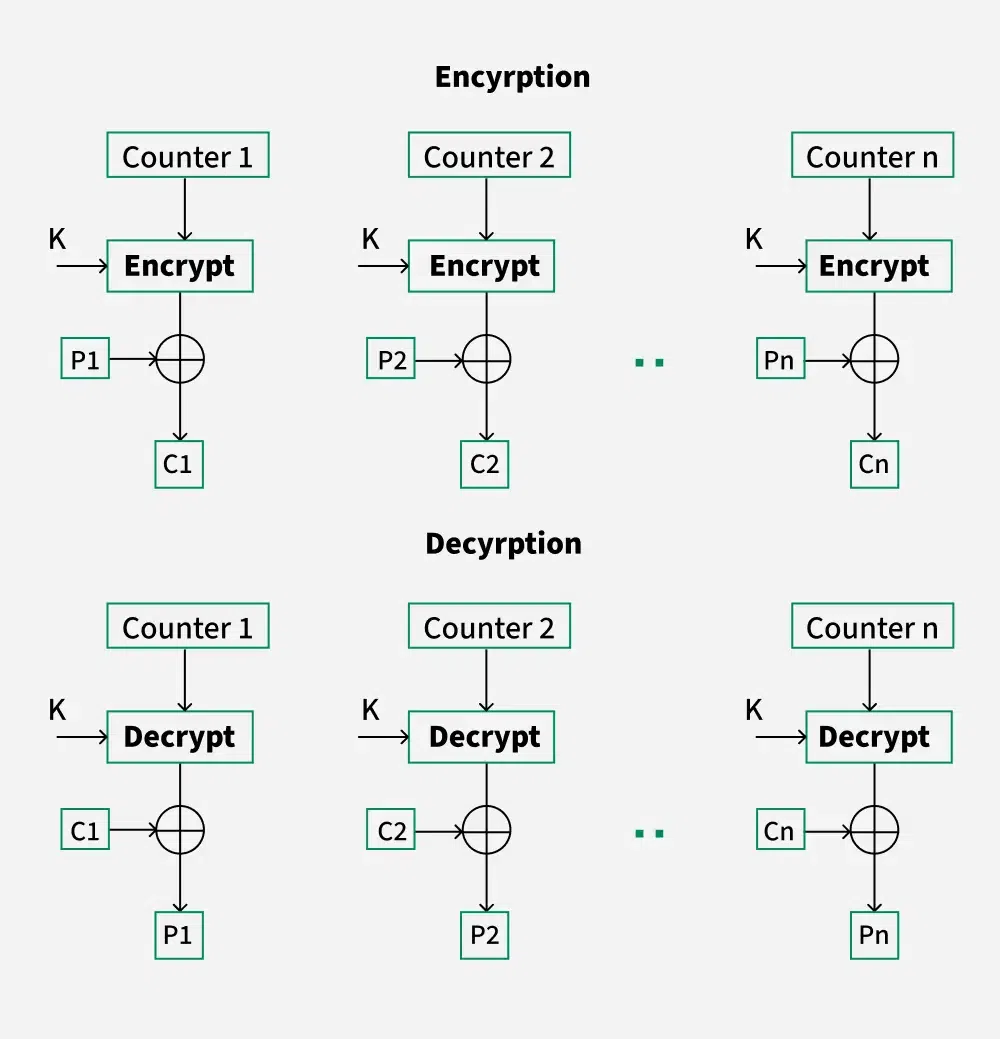 Encyrption
Counter 1 Counter 2 Counter n
K K K
Encrypt Encrypt Encrypt
P1 P2 Pn
C1 C2 Cn
Decyrption
Counter 1 Counter 2 Counter n
K K K
Decrypt Decrypt Decrypt
C1 C2 Cn
P1 P2 Pn